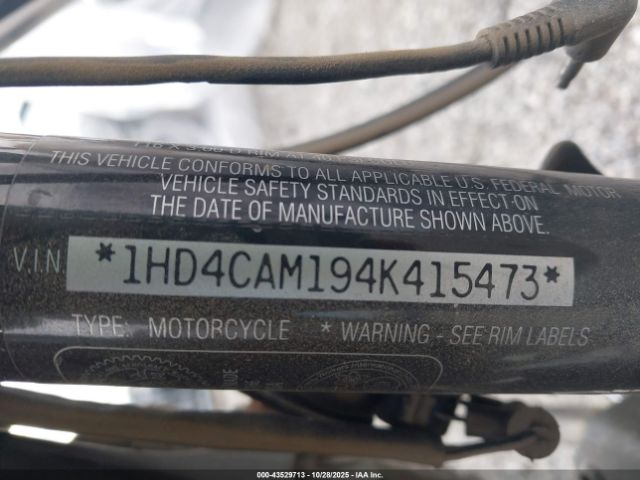 THIS VEHICLE CONFORMS TO ALL APPLICABLE U.S. FEDERAL MOTOR
VEHICLE SAFETY STANDARDS IN EFFECT ON
THE DATE OF MANUFACTURE SHOWN ABOVE.
V.I.N. *1HD4CAM194K415473*
TYPE: MOTORCYCLE * WARNING - SEE RIM LABELS
000-43529713 | 10/28/2025 | IAA Inc.